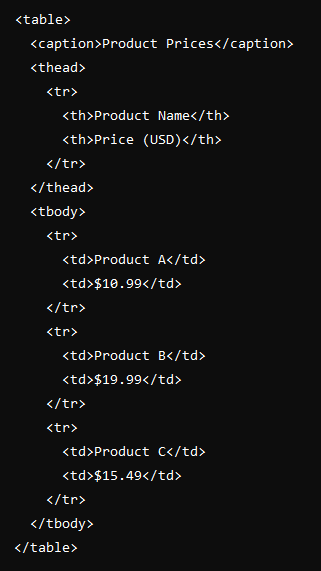 <table>
  <caption>Product Prices</caption>
  <thead>
    <tr>
      <th>Product Name</th>
      <th>Price (USD)</th>
    </tr>
  </thead>
  <tbody>
    <tr>
      <td>Product A</td>
      <td>$10.99</td>
    </tr>
    <tr>
      <td>Product B</td>
      <td>$19.99</td>
    </tr>
    <tr>
      <td>Product C</td>
      <td>$15.49</td>
    </tr>
  </tbody>
</table>